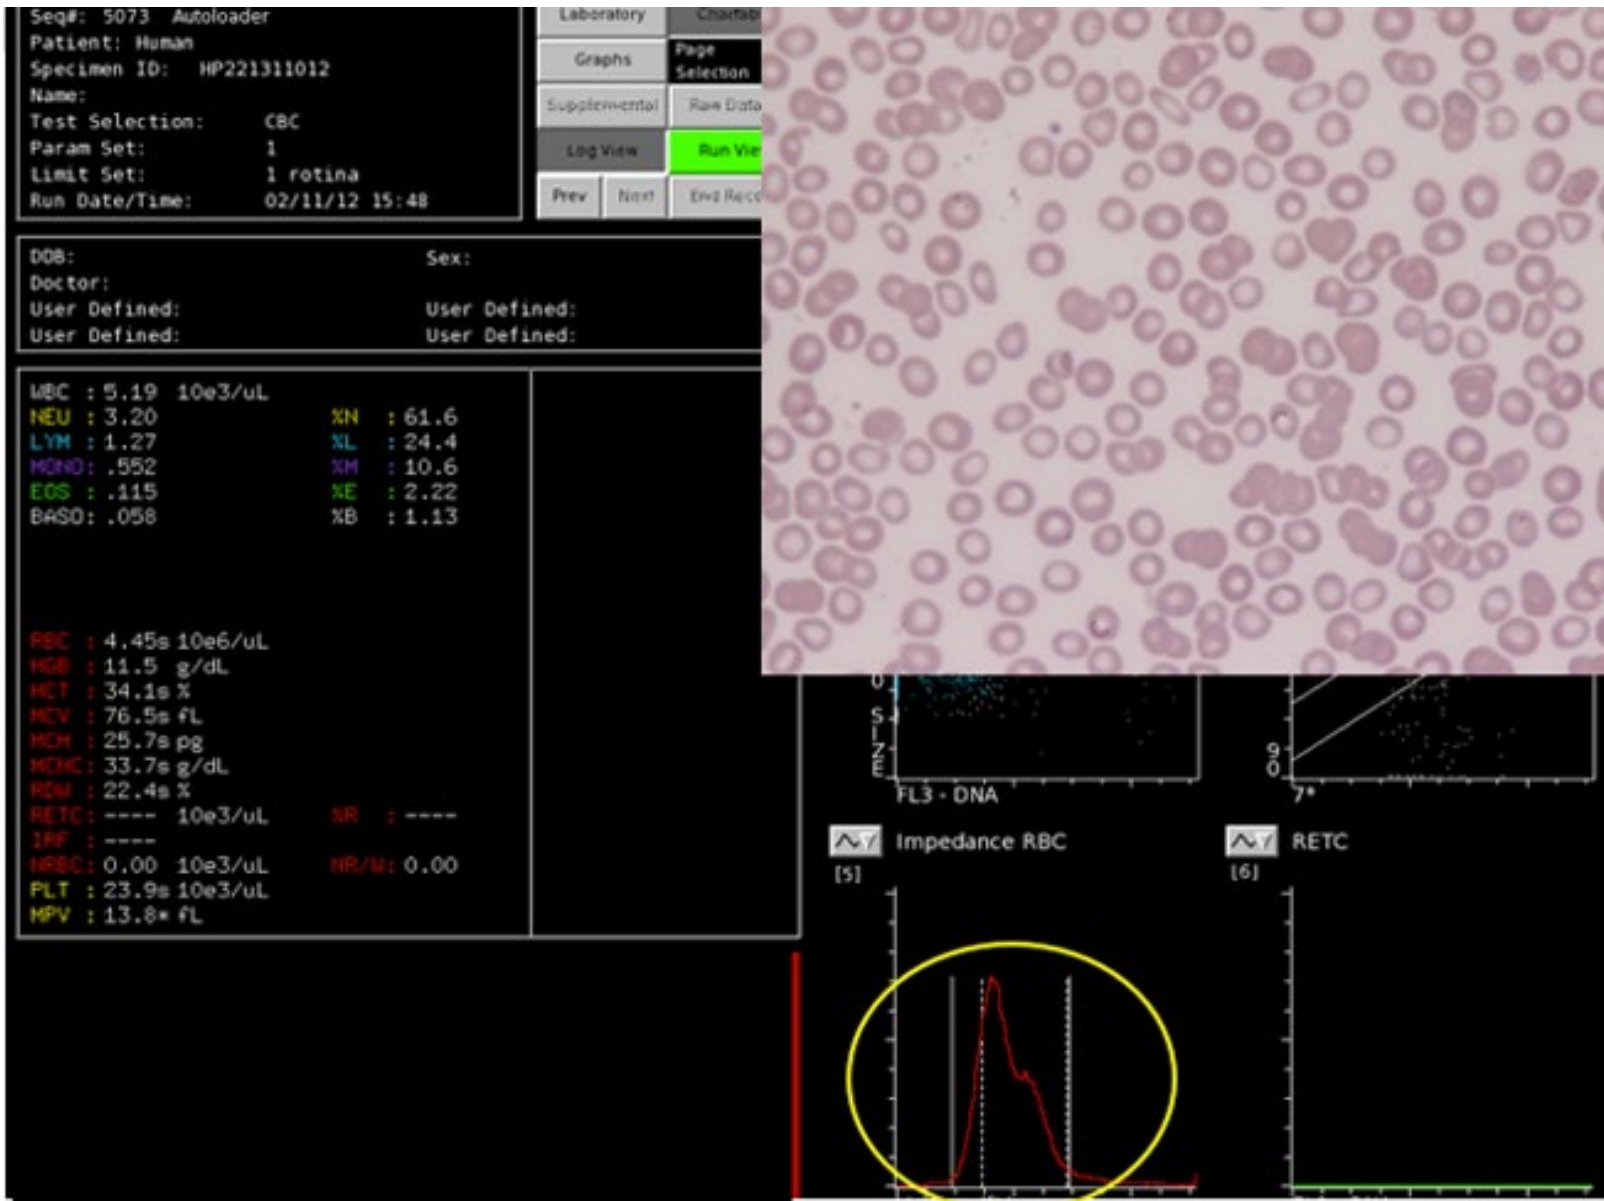 Seq#: 5073 Autoloader
Patient: Human
Specimen ID: HP221311012
Name:
Test Selection: CBC
Param Set: 1
Limit Set: 1 rotina
Run Date/Time: 02/11/12 15:48
Laboratory
Graphs
Page
Selection
Supplemental
Raw Data
Log View
Run Vie
Prev
Next
End Reco
DOB:
Sex:
Doctor:
User Defined:
User Defined:
User Defined:
User Defined:
WBC : 5.19 10e3/uL
NEU : 3.20 %N : 61.6
LYM : 1.27 %L : 24.4
MONO: .552 %M : 10.6
EOS : .115 %E : 2.22
BASO: .058 %B : 1.13
RBC : 4.45s 10e6/uL
HGB : 11.5 g/dL
HCT : 34.1s %
MCV : 76.5s fL
MCH : 25.7s pg
MCHC: 33.7s g/dL
RDW : 22.4s %
RETC: ---- 10e3/uL %R : ----
IRF : ----
NRBC: 0.00 10e3/uL NR/W: 0.00
PLT : 23.9s 10e3/uL
MPV : 13.8* fL
0
S
I
Z
E
FL3 - DNA
9
0
7°
Impedance RBC
[5]
RETC
[6]